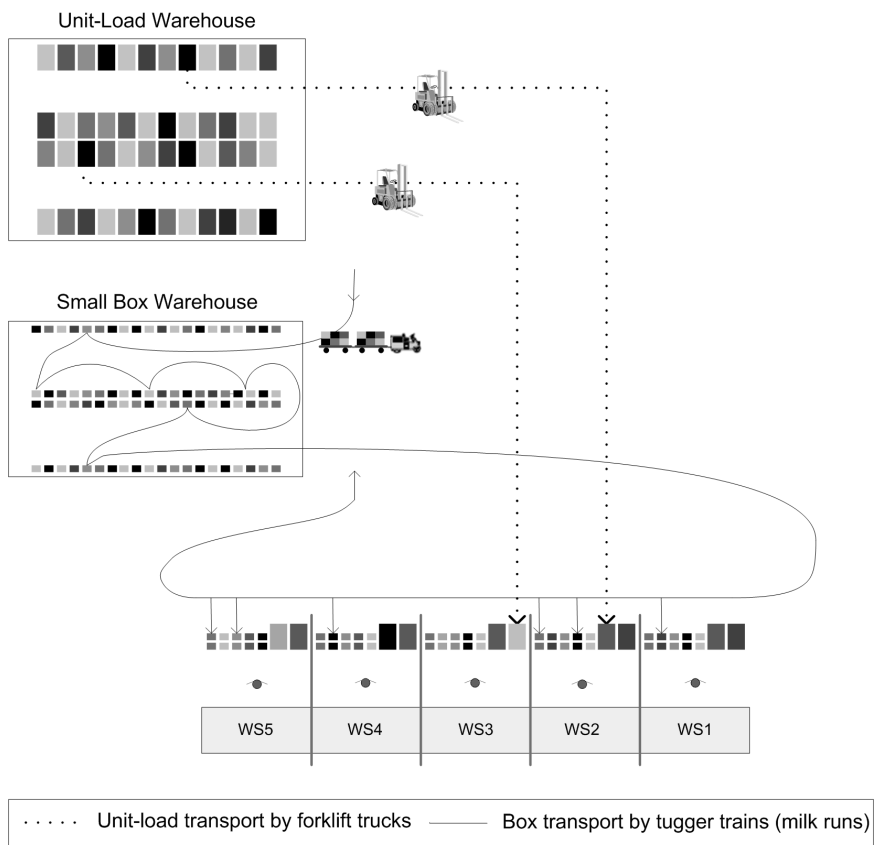 Unit-Load Warehouse
Small Box Warehouse
WS5 WS4 WS3 WS2 WS1
Unit-load transport by forklift trucks Box transport by tugger trains (milk runs)